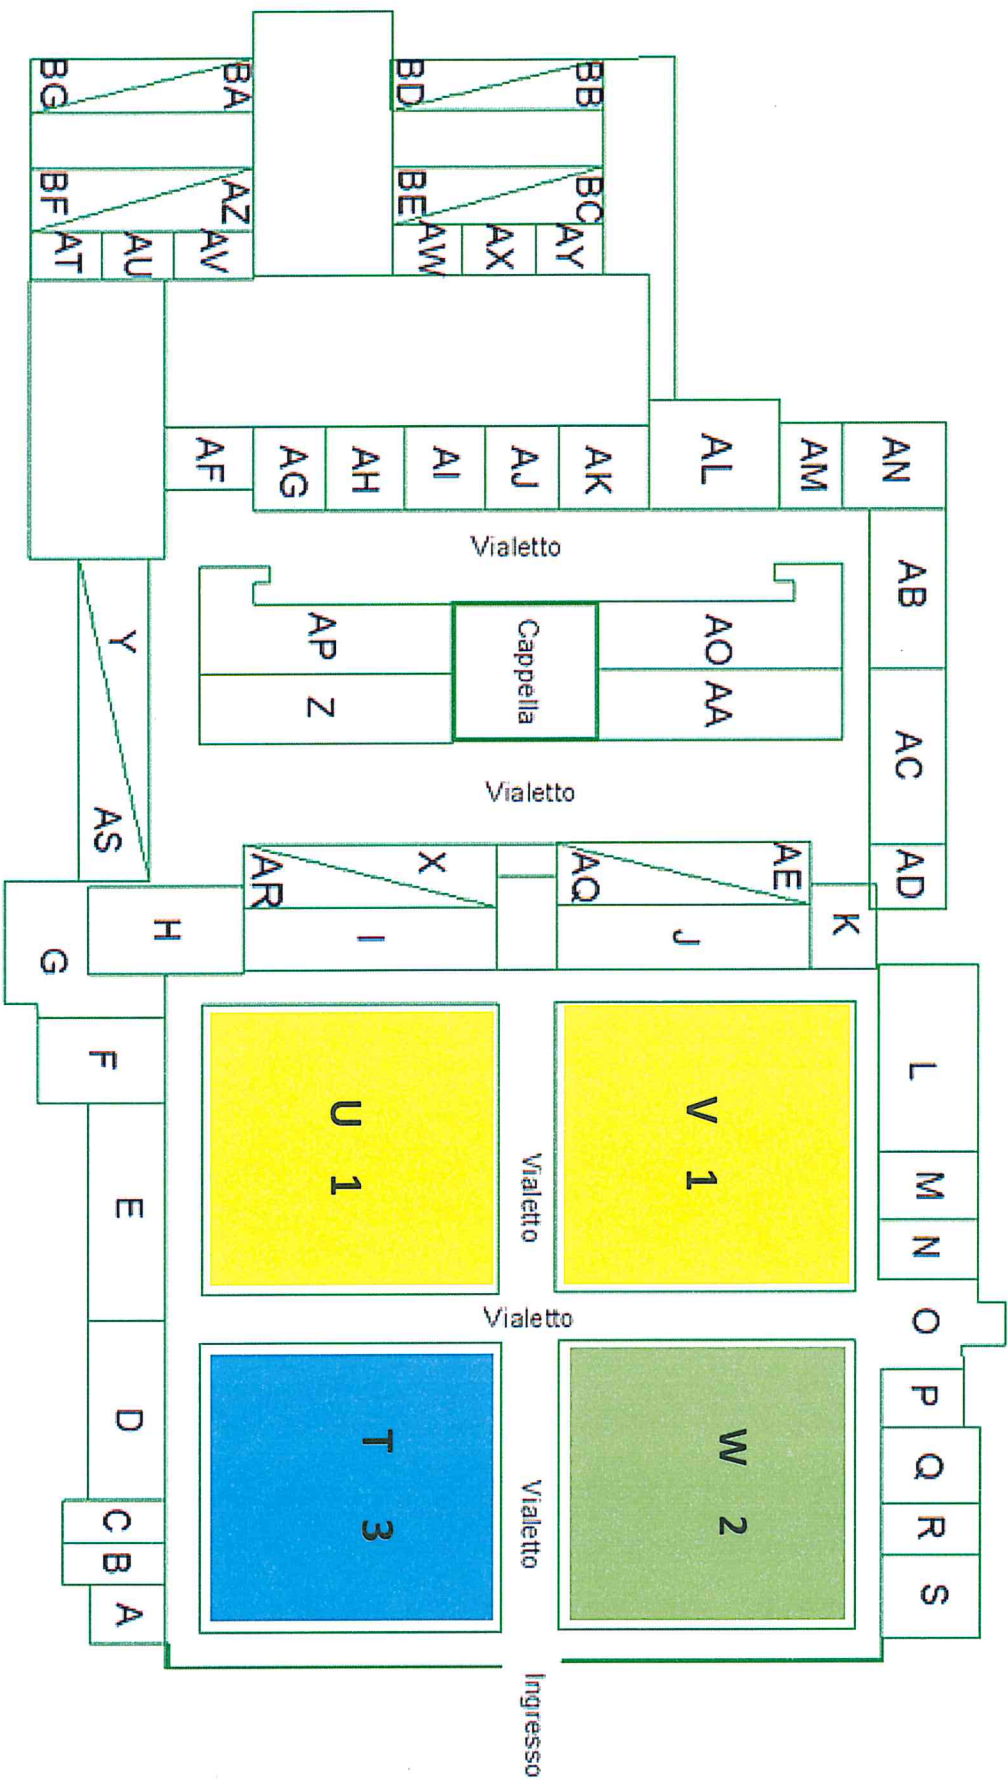 BG
BA
BD
BB
BF
AZ
BE
BC
AT
AU
AV
AW
AX
AY
AF
AG
AH
AI
AJ
AK
AL
AM
AN
Vialetto
AB
Y
AP
Cappella
AO
Z
AA
AC
Vialetto
AS
AR
X
AQ
AE
AD
G
H
I
J
K
F
U 1
V 1
L
E
Vialetto
M
N
Vialetto
O
D
T 3
W 2
P
Q
C
Vialetto
R
B
A
S
Ingresso